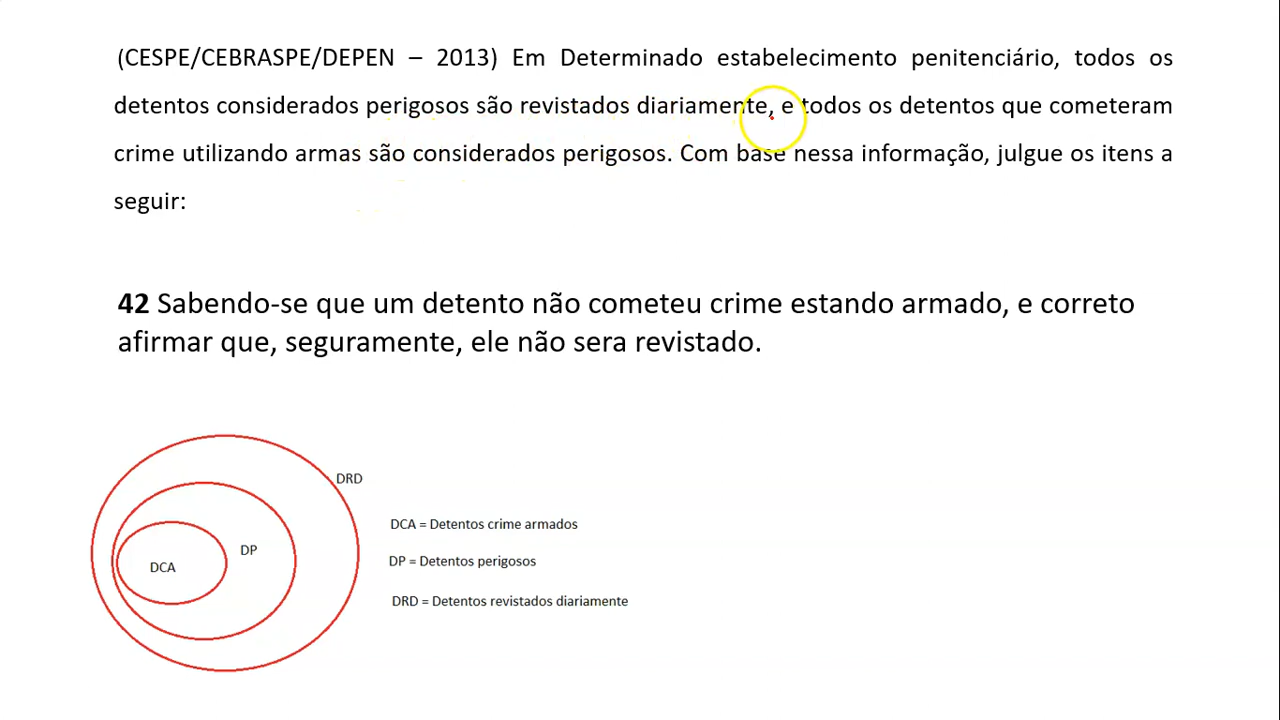 (CESPE/CEBRASPE/DEPEN – 2013) Em Determinado estabelecimento penitenciário, todos os
detentos considerados perigosos são revistados diariamente, e todos os detentos que cometeram
crime utilizando armas são considerados perigosos. Com base nessa informação, julgue os itens a
seguir:
42 Sabendo-se que um detento não cometeu crime estando armado, e correto
afirmar que, seguramente, ele não sera revistado.
DRD
DCA = Detentos crime armados
DP
DP = Detentos perigosos
DCA
DRD = Detentos revistados diariamente